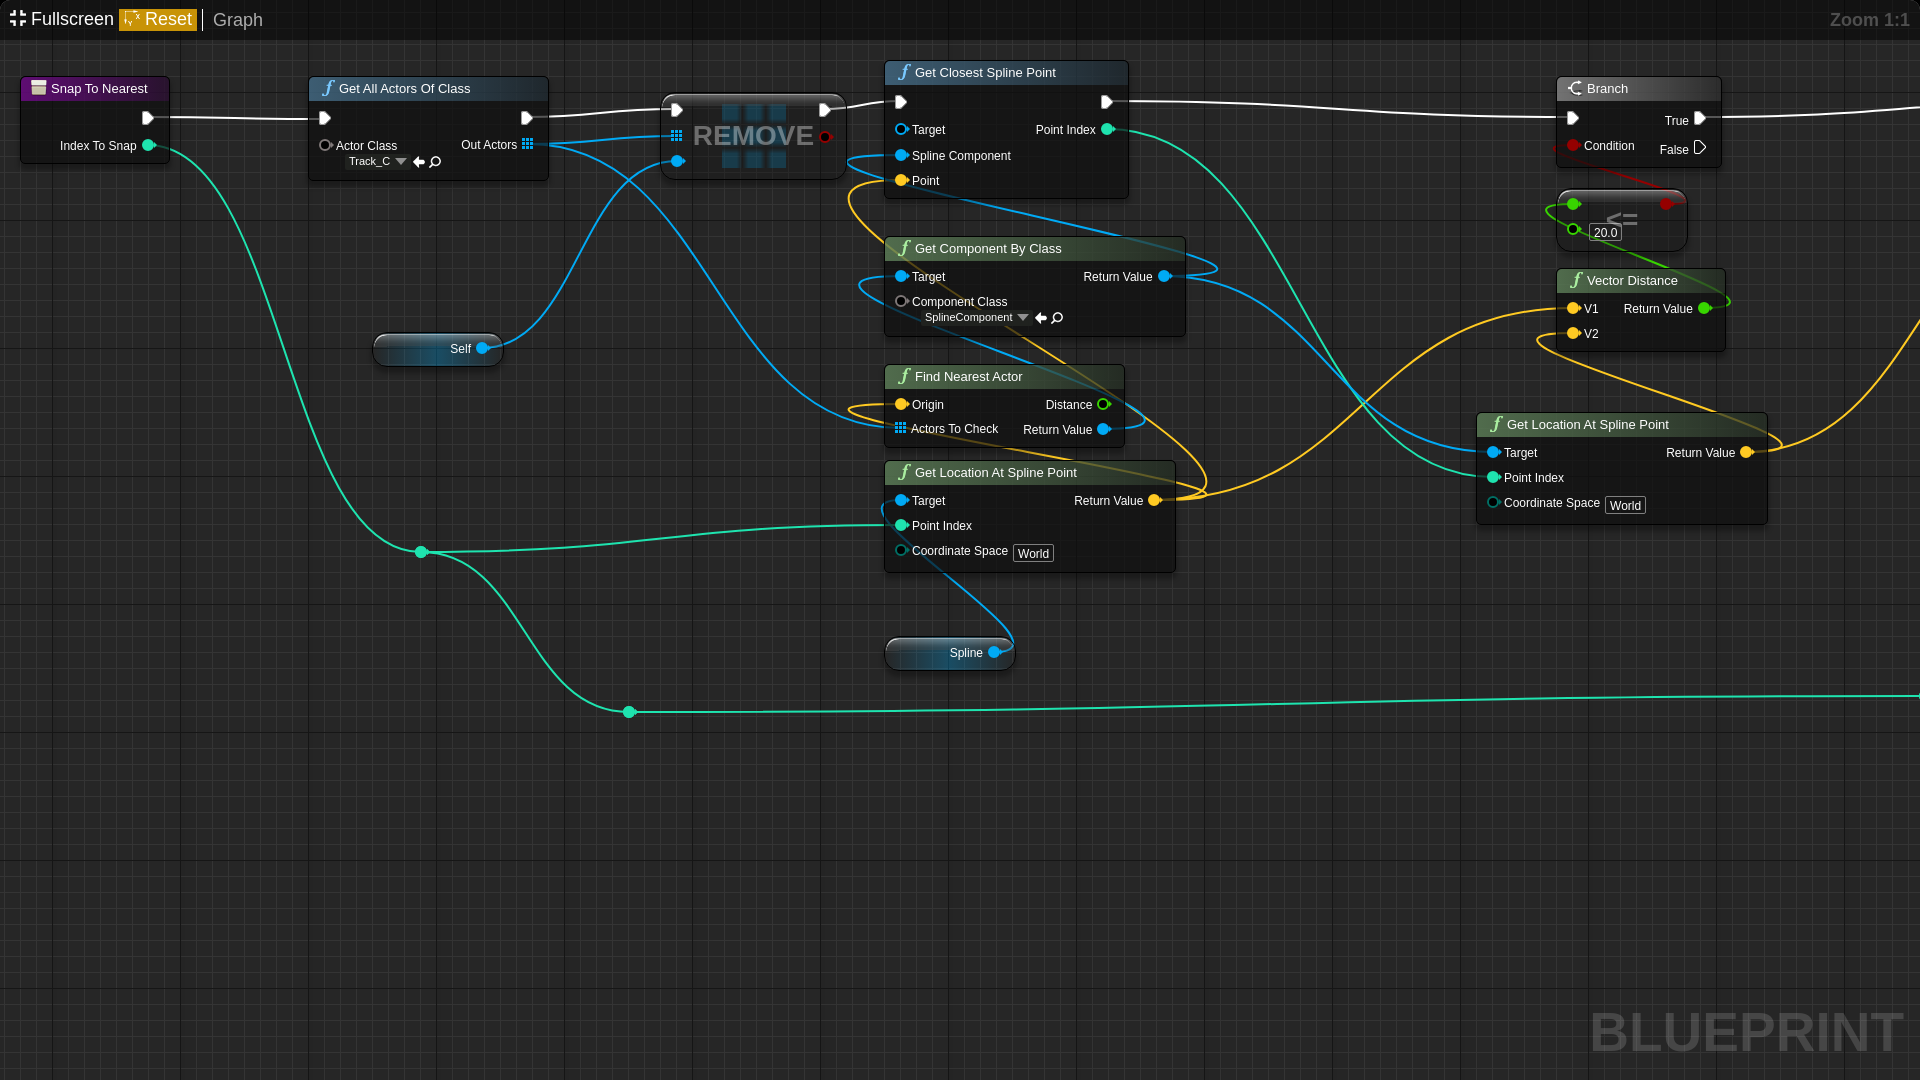 Fullscreen Reset Graph
Zoom 1:1
Snap To Nearest
Index To Snap
Get All Actors Of Class
Actor Class
Track_C
Out Actors
REMOVE
Self
Get Closest Spline Point
Target
Point Index
Spline Component
Point
Get Component By Class
Target
Return Value
Component Class
SplineComponent
Find Nearest Actor
Origin
Distance
Actors To Check
Return Value
Get Location At Spline Point
Target
Return Value
Point Index
Coordinate Space World
Spline
Branch
True
Condition
False
<=
20.0
Vector Distance
V1
Return Value
V2
Get Location At Spline Point
Target
Return Value
Point Index
Coordinate Space World
BLUEPRINT